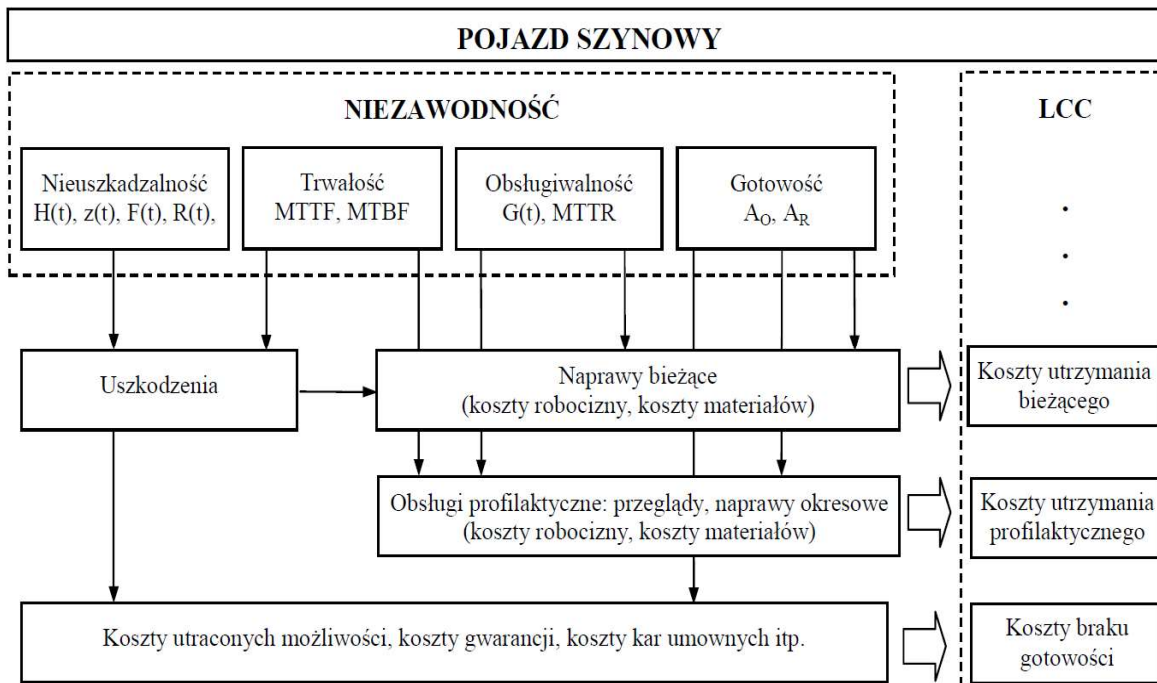 POJAZD SZYNOWY
NIEZAWODNOŚĆ
LCC
Nieuszkadzalność
H(t), z(t), F(t), R(t),
Trwałość
MTTF, MTBF
Obsługiwalność
G(t), MTTR
Gotowość
A_O, A_R
Uszkodzenia
Naprawy bieżące
(koszty robocizny, koszty materiałów)
Koszty utrzymania
bieżącego
Obsługi profilaktyczne: przeglądy, naprawy okresowe
(koszty robocizny, koszty materiałów)
Koszty utrzymania
profilaktycznego
Koszty utraconych możliwości, koszty gwarancji, koszty kar umownych itp.
Koszty braku
gotowości